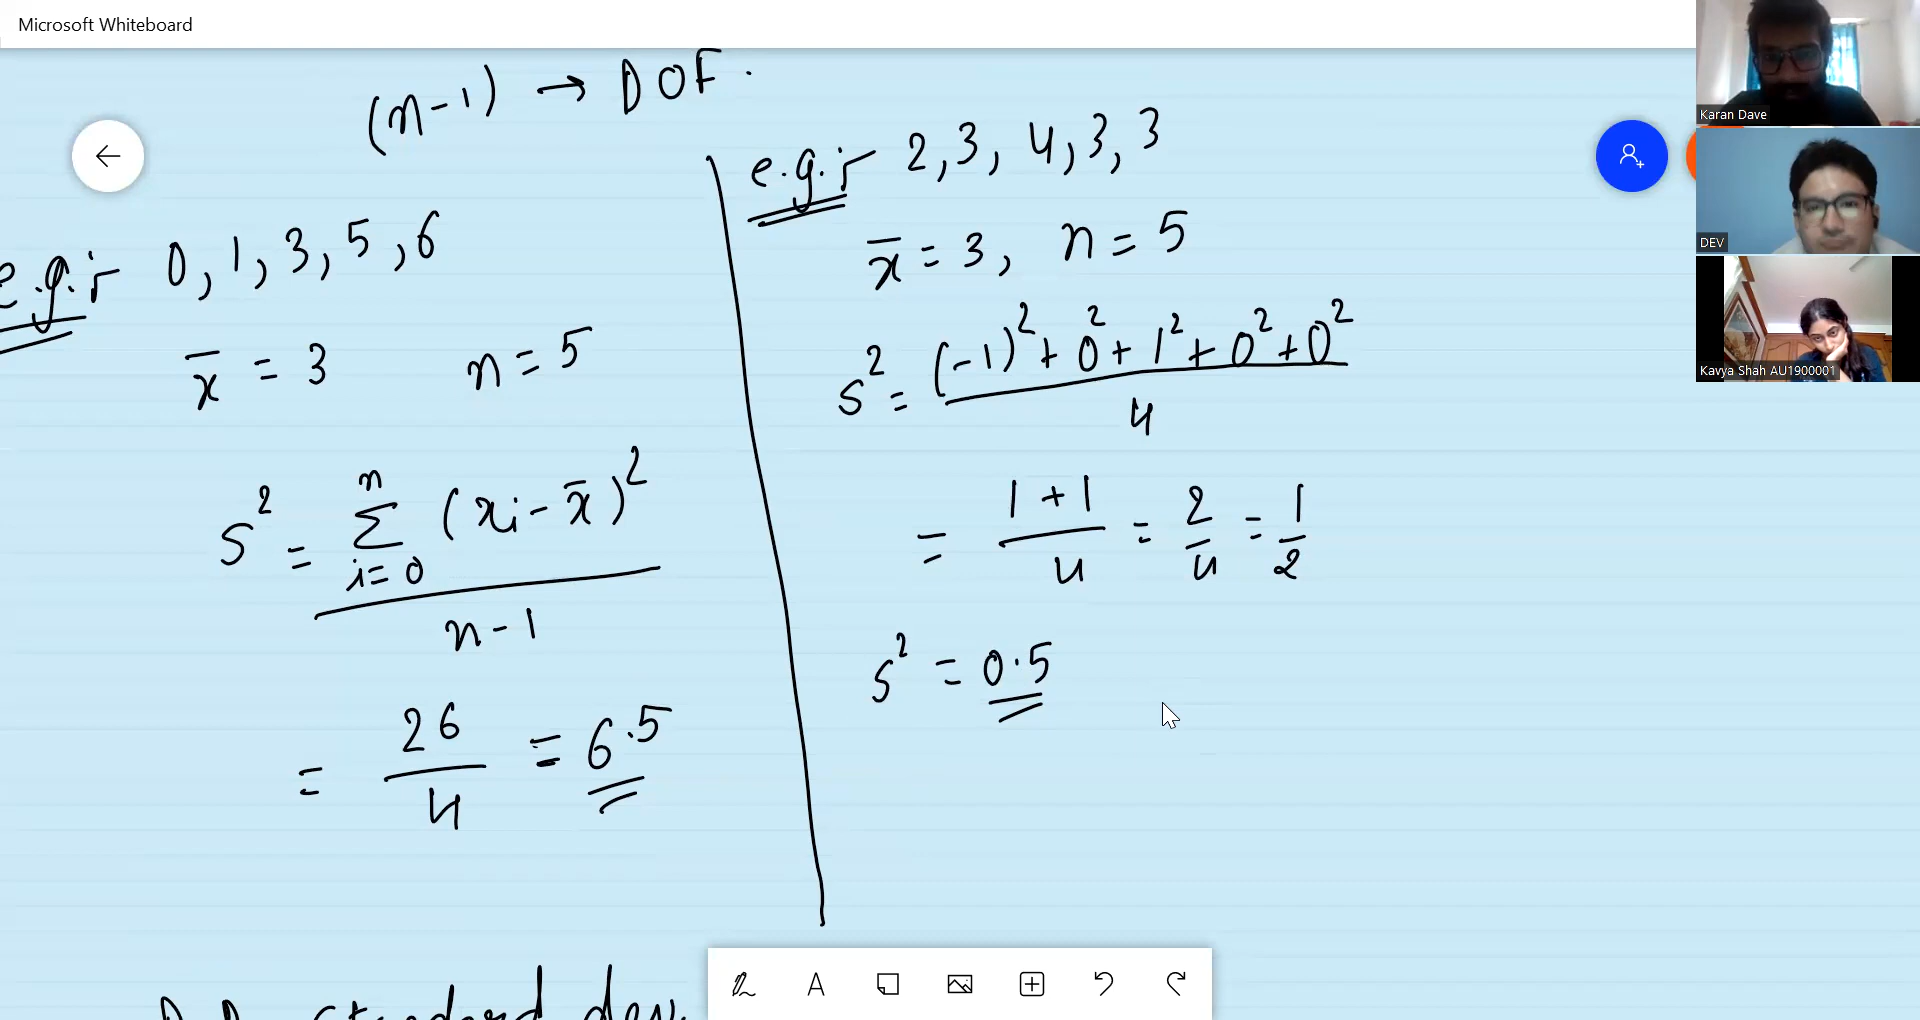 Microsoft Whiteboard
(n-1) → DOF.
e.g.:- 0, 1, 3, 5, 6
x̄ = 3 n = 5
s² = Σ_{i=0}^{n} (xi - x̄)² / n-1
= 26/4 = 6.5
e.g.:- 2, 3, 4, 3, 3
x̄ = 3, n = 5
s² = (-1)² + 0² + 1² + 0² + 0² / 4
= 1+1/4 = 2/4 = 1/2
s² = 0.5
standard dev
Karan Dave
DEV
Kavya Shah AU1900001
A